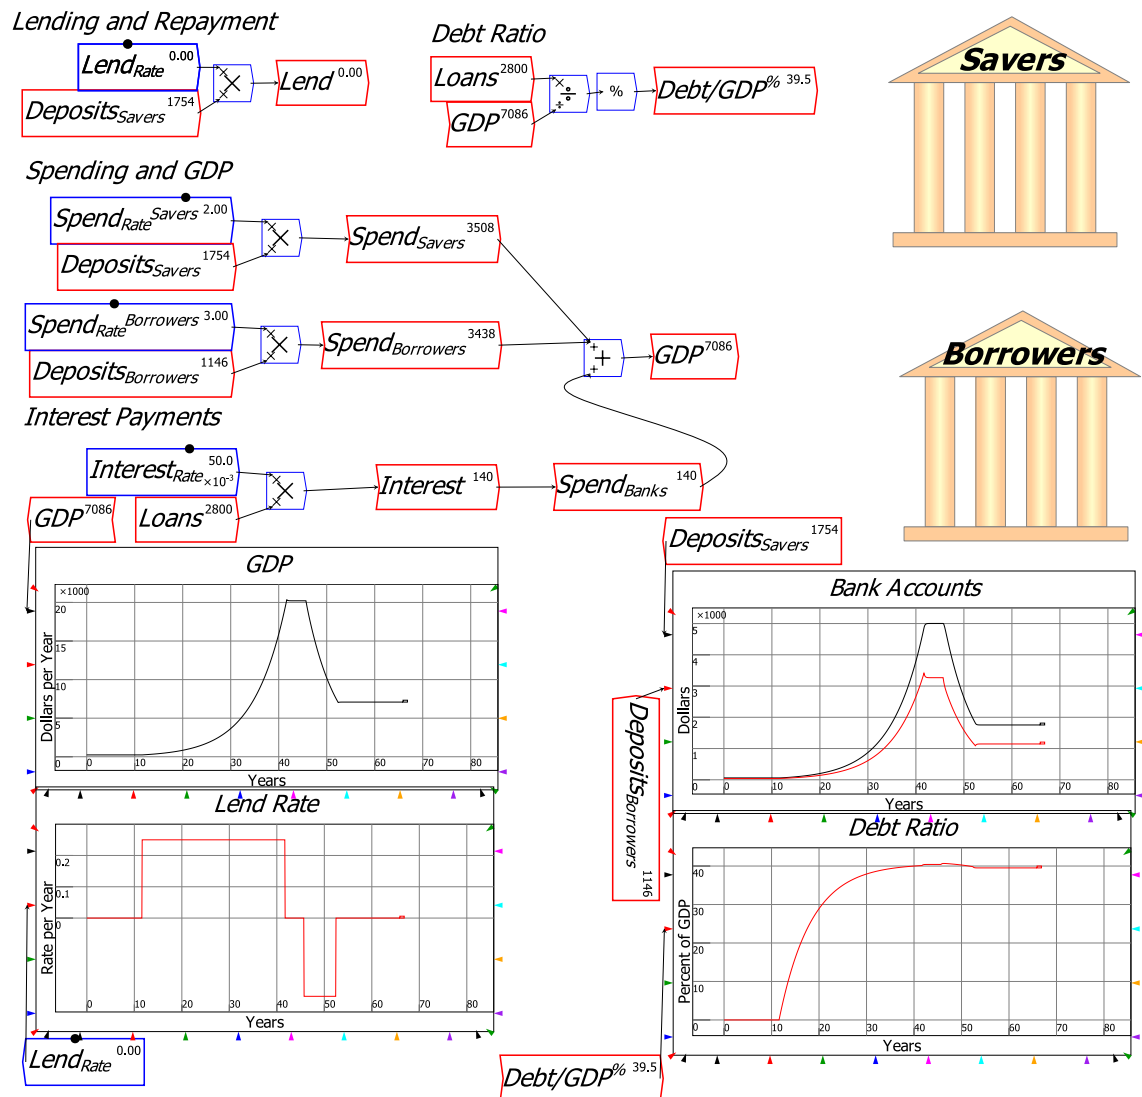 Lending and Repayment
Lend Rate 0.00
Deposits Savers 1754
Lend 0.00
Debt Ratio
Loans 2800
GDP 7086
%
Debt/GDP % 39.5
Savers
Spending and GDP
Spend Rate Savers 2.00
Deposits Savers 1754
Spend Savers 3508
Spend Rate Borrowers 3.00
Deposits Borrowers 1146
Spend Borrowers 3438
GDP 7086
Borrowers
Interest Payments
Interest Rate 50.0 ×10⁻³
Loans 2800
Interest 140
Spend Banks 140
GDP 7086
Deposits Savers 1754
GDP
×1000
20
15
10
5
0
Dollars per Year
0 10 20 30 40 50 60 70 80
Years
Bank Accounts
×1000
5
4
3
2
1
0
Dollars
0 10 20 30 40 50 60 70 80
Years
Deposits Borrowers 1146
Lend Rate
0.2
0.1
0
Rate per Year
0 10 20 30 40 50 60 70 80
Years
Lend Rate 0.00
Debt Ratio
40
30
20
10
0
Percent of GDP
0 10 20 30 40 50 60 70 80
Years
Debt/GDP % 39.5